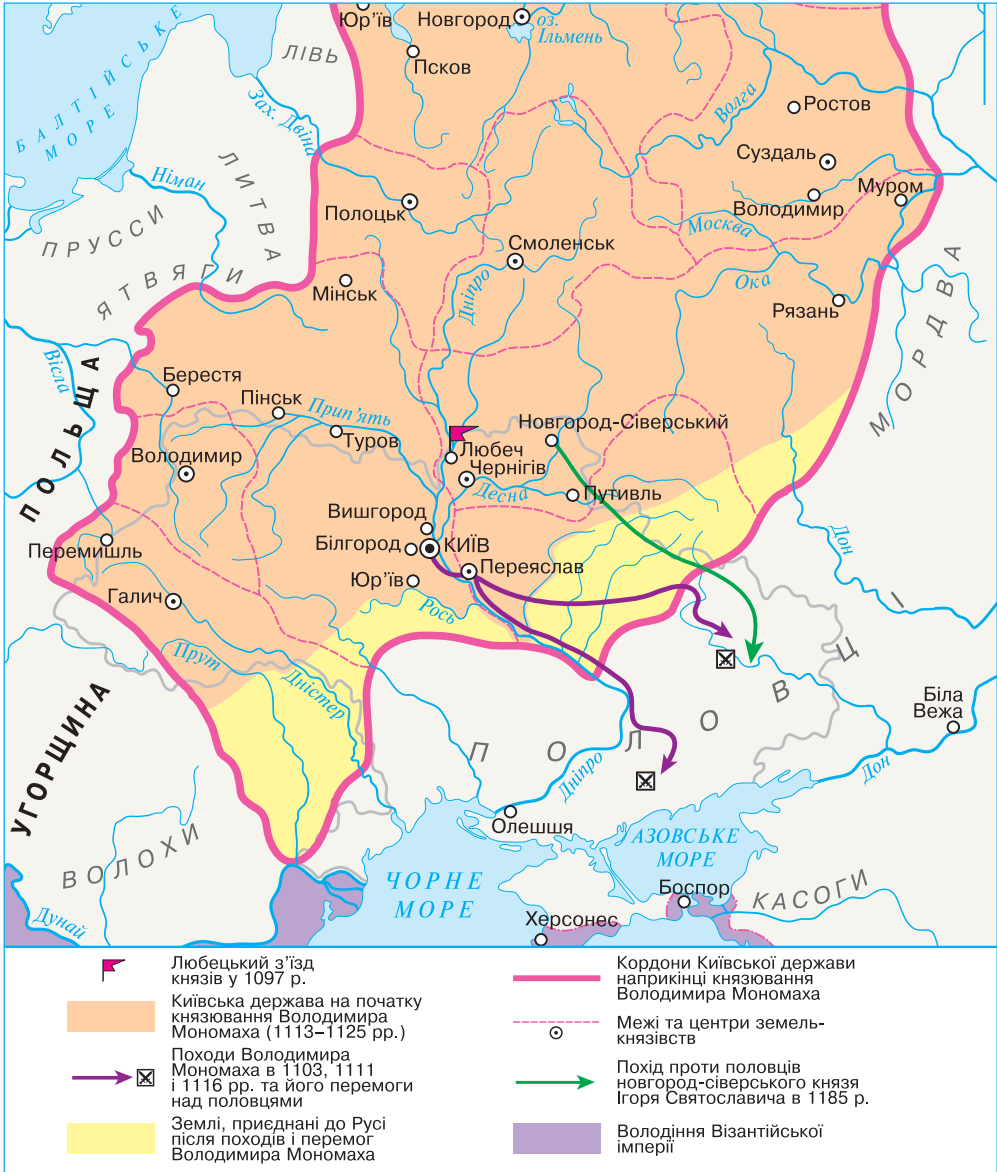 Юр’їв
Новгород
оз.
Ільмень
Псков
ЛІВЬ
БАЛТІЙСЬКЕ
МОРЕ
Зах. Двіна
Волга
Ростов
Суздаль
Муром
Володимир
Москва
Німан
ЛИТВА
ПРУССИ
ЯТВЯГИ
Полоцьк
Смоленськ
Дніпро
Мінськ
Ока
Рязань
МОРДВА
Вісла
ПОЛЬЩА
Берестя
Пінськ
Прип’ять
Туров
Володимир
Новгород-Сіверський
Любеч
Чернігів
Десна
Путивль
Вишгород
Білгород
КИЇВ
Переяслав
Юр’їв
Рось
Перемишль
Галич
Прут
Дністер
Дон
УГОРЩИНА
ПОЛОВЦІ
Біла
Вежа
Дон
Дніпро
Олешшя
АЗОВСЬКЕ
МОРЕ
ВОЛОХИ
Дунай
ЧОРНЕ
МОРЕ
Боспор
КАСОГИ
Херсонес
Любецький з’їзд
князів у 1097 р.
Київська держава на початку
князювання Володимира
Мономаха (1113–1125 рр.)
Походи Володимира
Мономаха в 1103, 1111
і 1116 рр. та його перемоги
над половцями
Землі, приєднані до Русі
після походів і перемог
Володимира Мономаха
Кордони Київської держави
наприкінці князювання
Володимира Мономаха
Межі та центри земель-
князівств
Похід проти половців
новгород-сіверського князя
Ігоря Святославича в 1185 р.
Володіння Візантійської
імперії